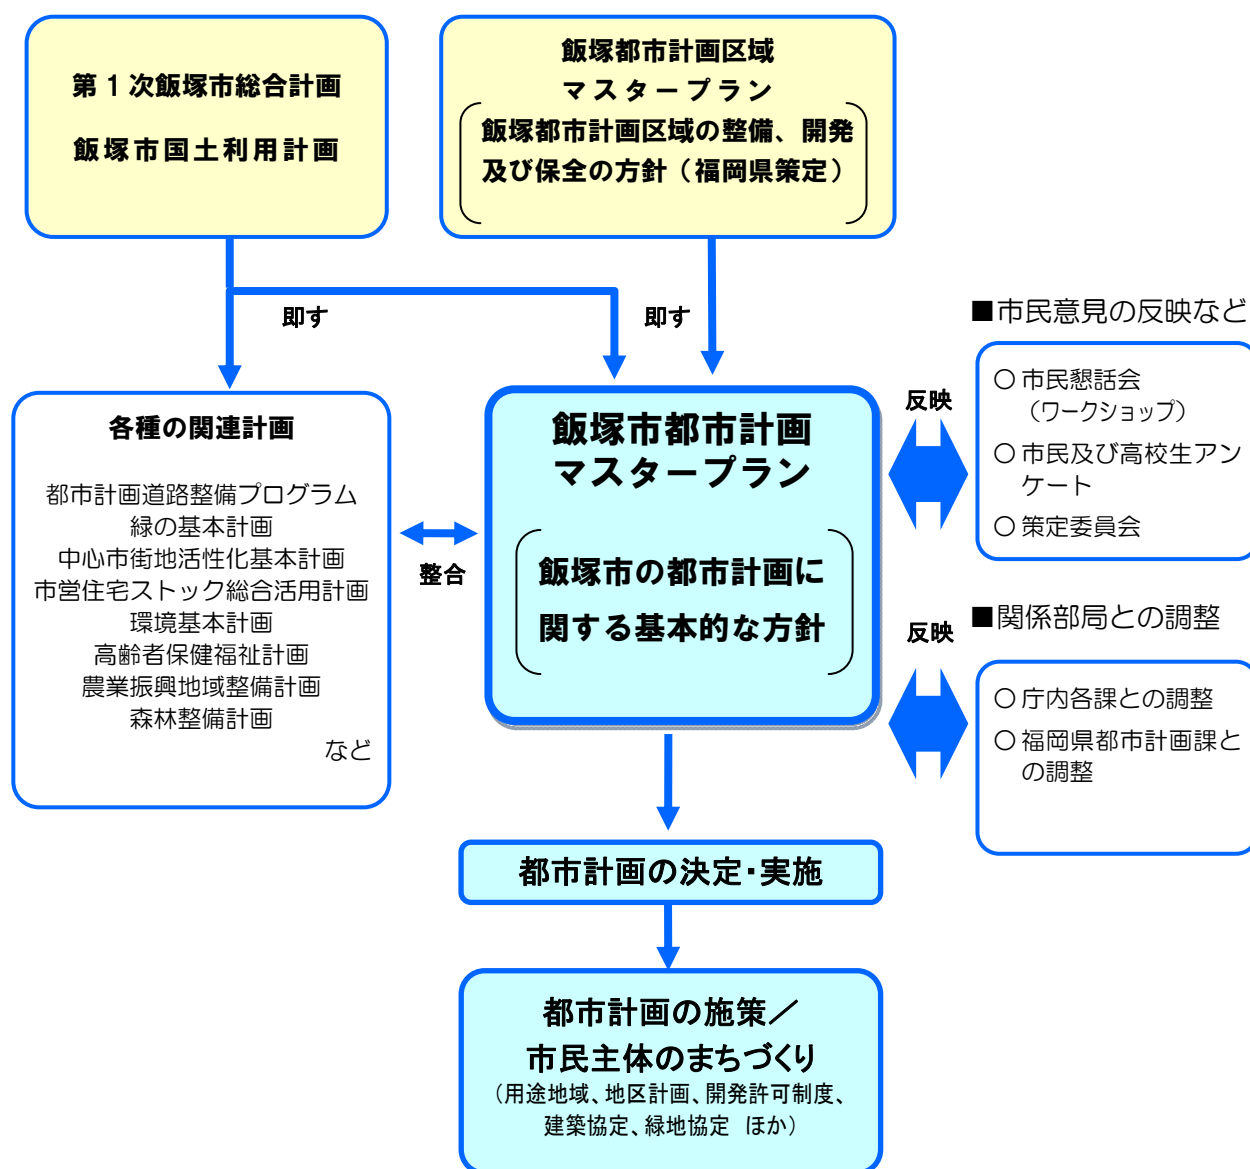 第１次飯塚市総合計画
飯塚市国土利用計画
飯塚都市計画区域
マスタープラン
飯塚都市計画区域の整備、開発
及び保全の方針（福岡県策定）
即す
即す
各種の関連計画
都市計画道路整備プログラム
緑の基本計画
中心市街地活性化基本計画
市営住宅ストック総合活用計画
環境基本計画
高齢者保健福祉計画
農業振興地域整備計画
森林整備計画
など
整合
飯塚市都市計画
マスタープラン
飯塚市の都市計画に
関する基本的な方針
反映
■市民意見の反映など
○市民懇話会
（ワークショップ）
○市民及び高校生アン
ケート
○策定委員会
反映
■関係部局との調整
○庁内各課との調整
○福岡県都市計画課と
の調整
都市計画の決定・実施
都市計画の施策／
市民主体のまちづくり
（用途地域、地区計画、開発許可制度、
建築協定、緑地協定 ほか）